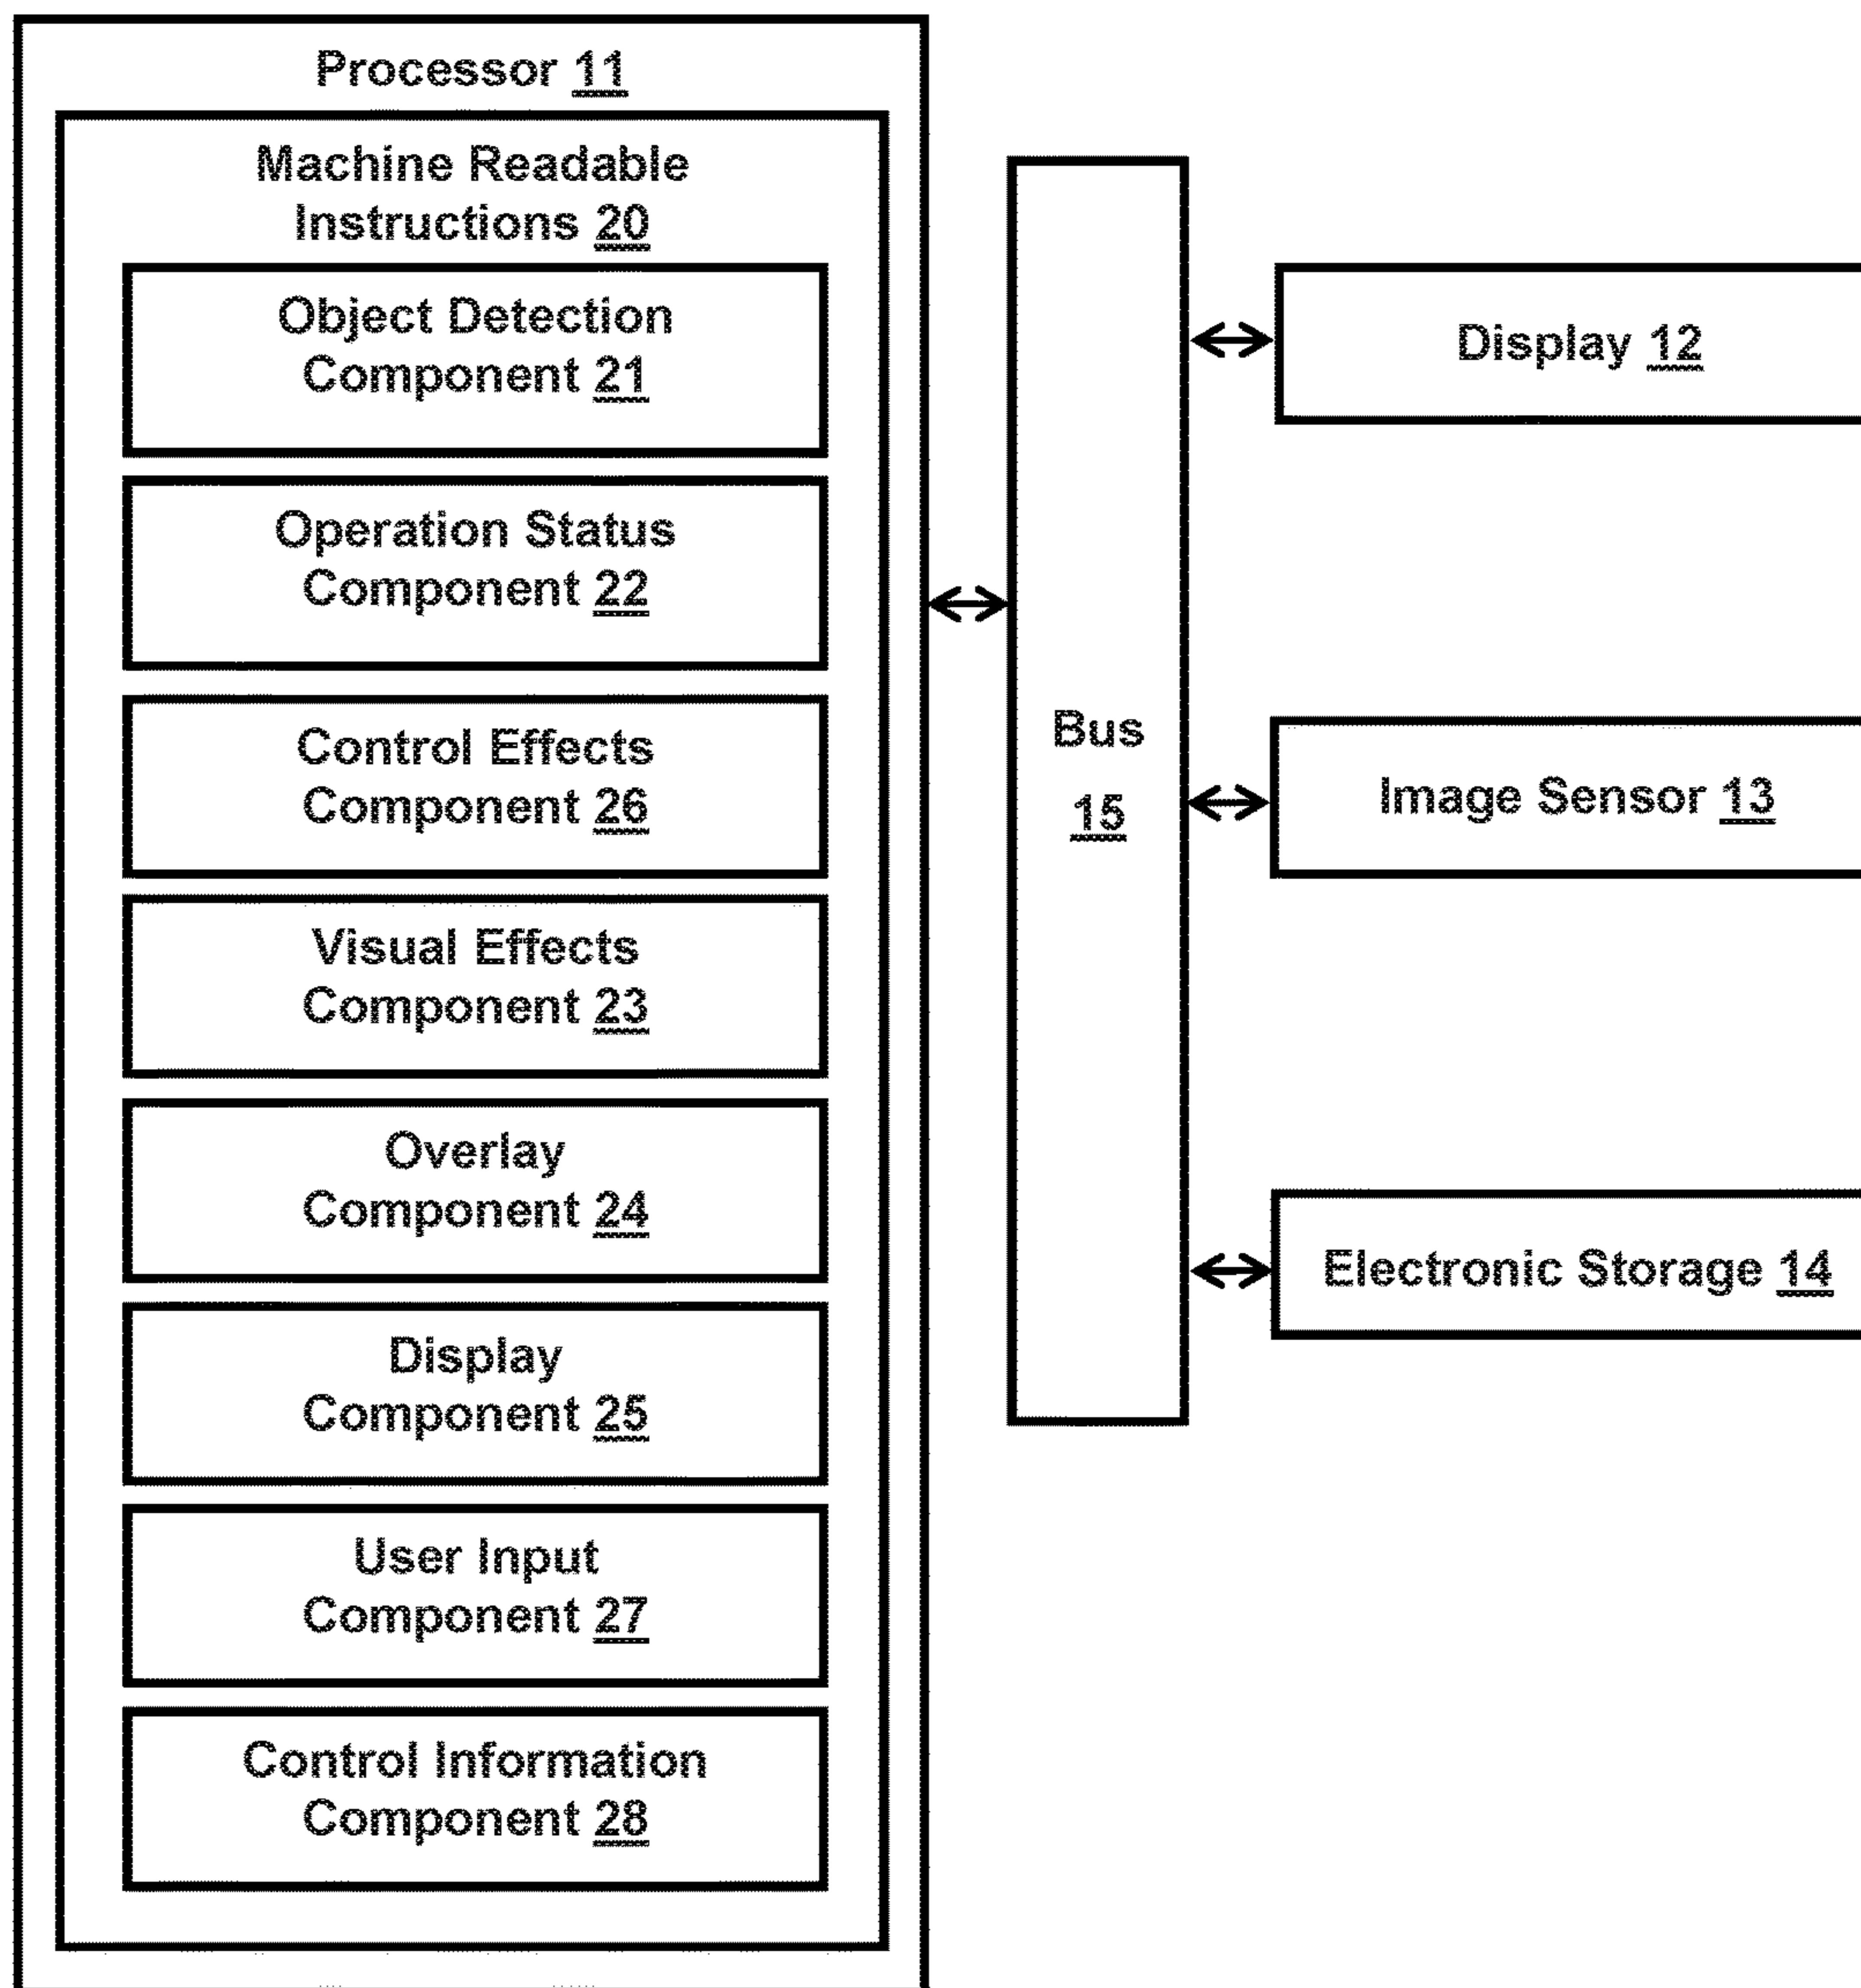 Processor 11
Machine Readable
Instructions 20
Object Detection
Component 21
Operation Status
Component 22
Control Effects
Component 26
Visual Effects
Component 23
Overlay
Component 24
Display
Component 25
User Input
Component 27
Control Information
Component 28
Bus
15
Display 12
Image Sensor 13
Electronic Storage 14